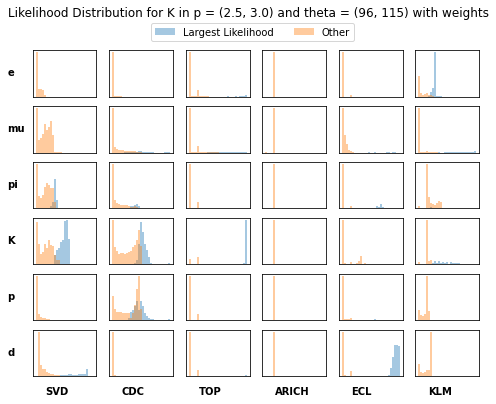 Likelihood Distribution for K in p = (2.5, 3.0) and theta = (96, 115) with weights
Largest Likelihood Other
e
mu
pi
K
p
d
SVD CDC TOP ARICH ECL KLM